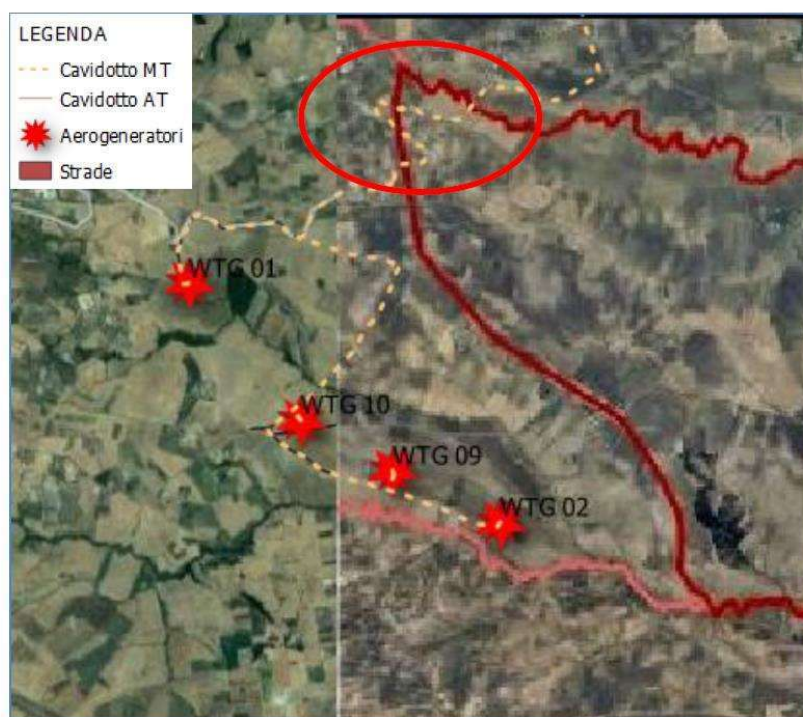 LEGENDA
Cavidotto MT
Cavidotto AT
Aerogeneratori
Strade
WTG 01
WTG 10
WTG 09
WTG 02